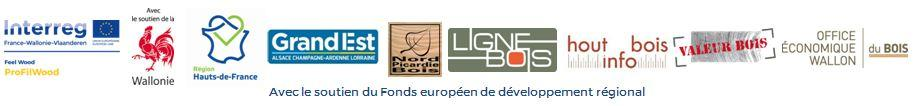 Interreg
France-Wallonie-Vlaanderen
Feel Wood
ProFilWood
Avec
le soutien de la
Wallonie
Région
Hauts-de-France
Grand Est
ALSACE CHAMPAGNE-ARDENNE LORRAINE
Nord
Picardie
Bois
LIGNE
BOIS
hout info bois
VALEUR BOIS
OFFICE
ÉCONOMIQUE
WALLON
du BOIS
Avec le soutien du Fonds européen de développement régional